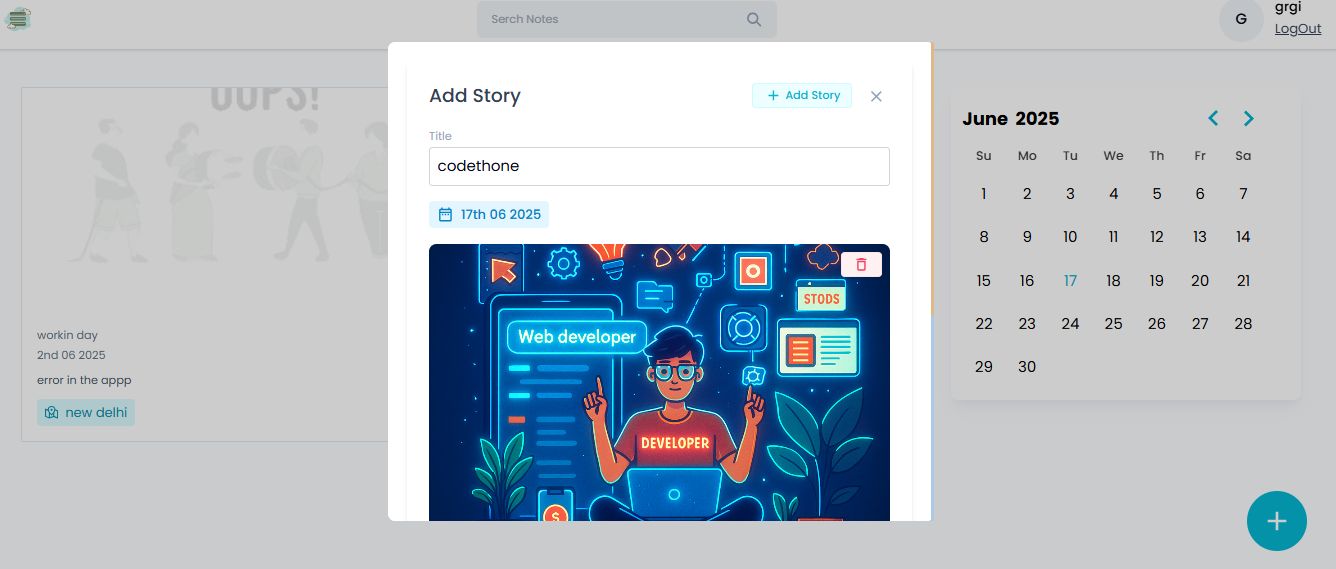 Serch Notes
G
grgi
LogOut
OOPS!
workin day
2nd 06 2025
error in the appp
new delhi
Add Story
+ Add Story
Title
codethone
17th 06 2025
Web developer
STODS
DEVELOPER
$
June 2025
Su Mo Tu We Th Fr Sa
1 2 3 4 5 6 7
8 9 10 11 12 13 14
15 16 17 18 19 20 21
22 23 24 25 26 27 28
29 30